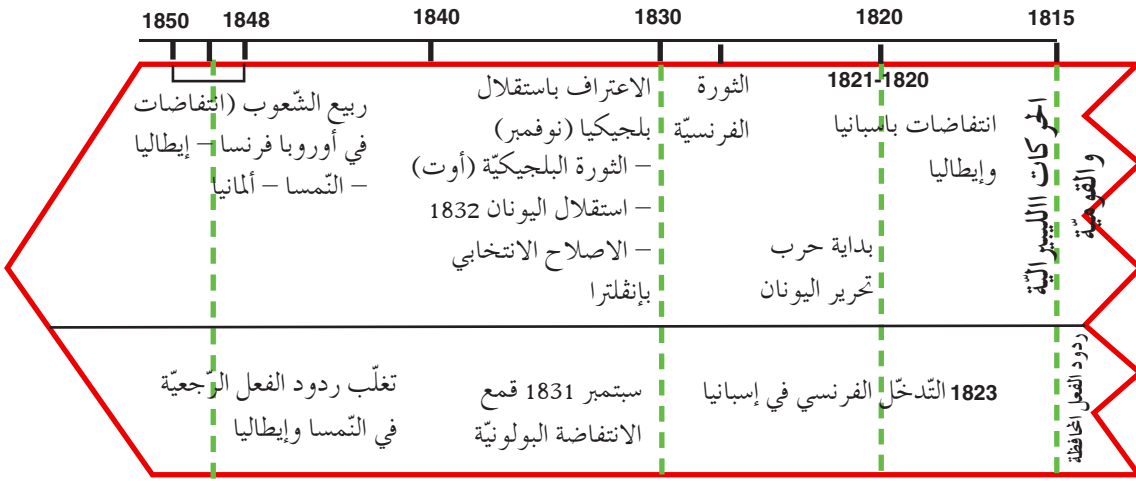 1815
1820
1830
1840
1848
1850
الحركات االليبيراليّة
والقوميّة
1821-1820
انتفاضات باسبانيا
وإيطاليا
بداية حرب
تحرير اليونان
الثورة
الفرنسيّة
الاعتراف باستقلال
بلجيكيا (نوفمبر)
– الثورة البلجيكيّة (أوت)
– استقلال اليونان 1832
– الاصلاح الانتخابي
بإنڤلترا
ربيع الشّعوب (انتفاضات
في أوروبا فرنسا – إيطاليا
– النّمسا – ألمانيا
ردود الفعل المحافظة
1823 التّدخّل الفرنسي في إسبانيا
سبتمبر 1831 قمع
الانتفاضة البولونيّة
تغلّب ردود الفعل الرّجعيّة
في النّمسا وإيطاليا